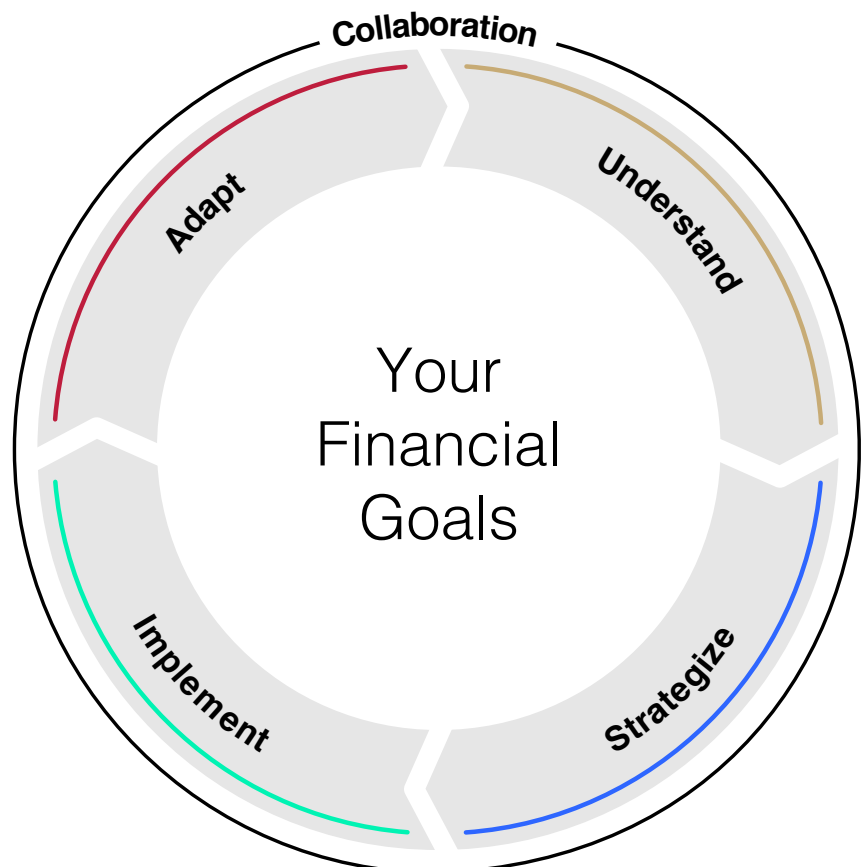 Collaboration
Understand
Strategize
Implement
Adapt
Your
Financial
Goals